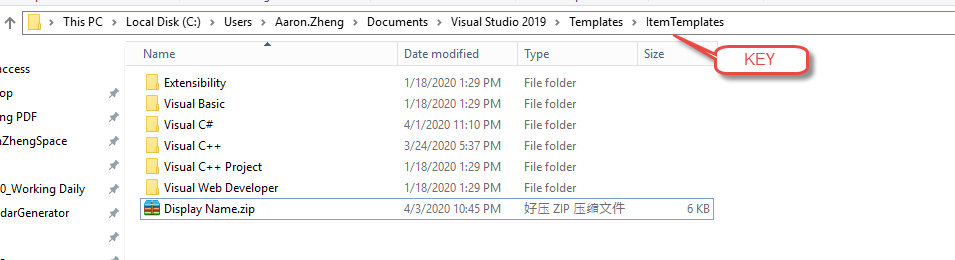 This PC > Local Disk (C:) > Users > Aaron.Zheng > Documents > Visual Studio 2019 > Templates > ItemTemplates
KEY
Name Date modified Type Size
ccess
op
ng PDF
nZhengSpace
0_Working Daily
darGenerator
Extensibility 1/18/2020 1:29 PM File folder
Visual Basic 1/18/2020 1:29 PM File folder
Visual C# 4/1/2020 11:10 PM File folder
Visual C++ 3/24/2020 5:37 PM File folder
Visual C++ Project 1/18/2020 1:29 PM File folder
Visual Web Developer 1/18/2020 1:29 PM File folder
Display Name.zip 4/3/2020 10:45 PM 好压 ZIP 压缩文件 6 KB